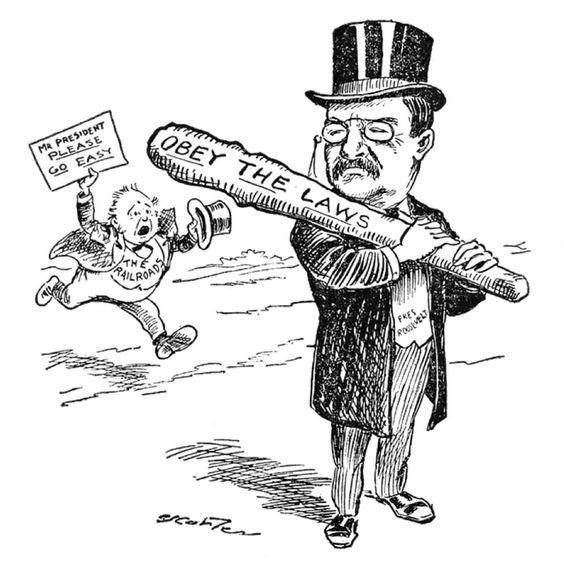 MR PRESIDENT
PLEASE
GO EASY
OBEY THE LAWS
THE
RAILROADS
PRES
ROOSEVELT